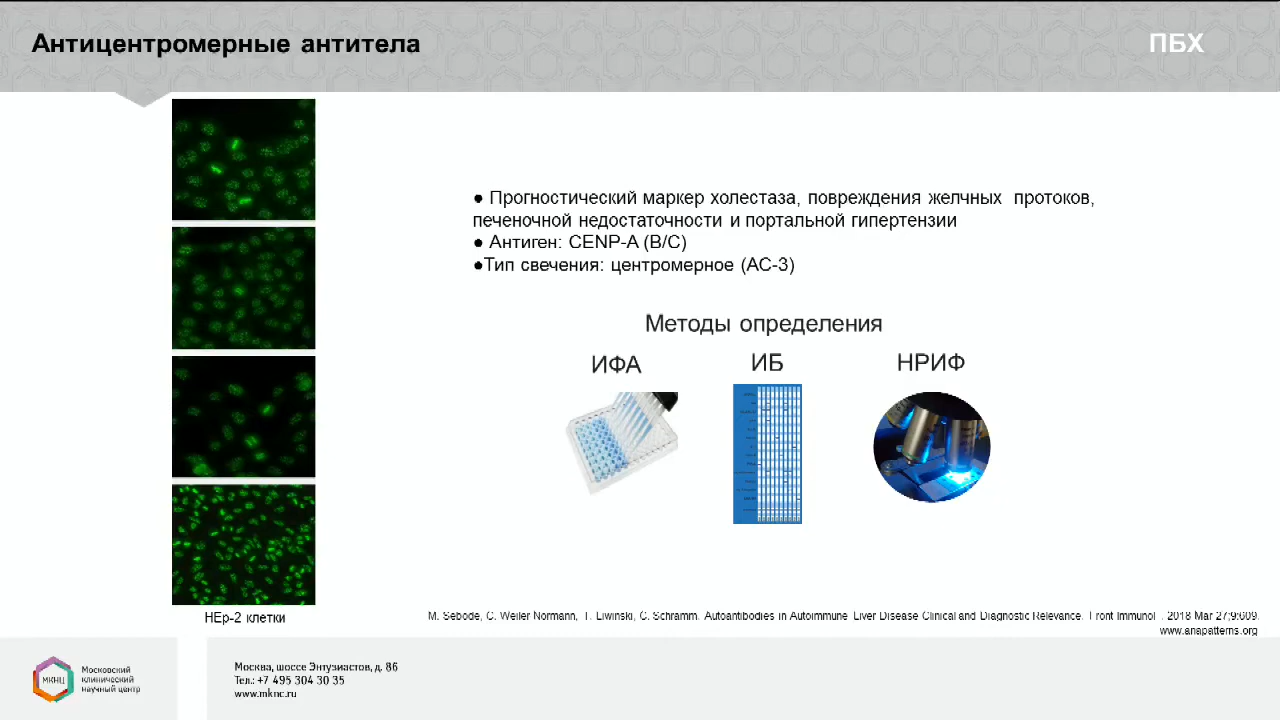 Антицентромерные антитела
ПБХ
● Прогностический маркер холестаза, повреждения желчных протоков,
печеночной недостаточности и портальной гипертензии
● Антиген: CENP-A (B/C)
●Тип свечения: центромерное (AC-3)
Методы определения
ИФА
ИБ
НРИФ
HEp-2 клетки
M. Sebode, C. Weiler Normann, T. Liwinski, C. Schramm. Autoantibodies in Autoimmune Liver Disease Clinical and Diagnostic Relevance. Front Immunol . 2018 Mar 27;9:609.
www.anapatterns.org
МКНЦ
Московский
клинический
научный центр
Москва, шоссе Энтузиастов, д. 86
Тел.: +7 495 304 30 35
www.mknc.ru